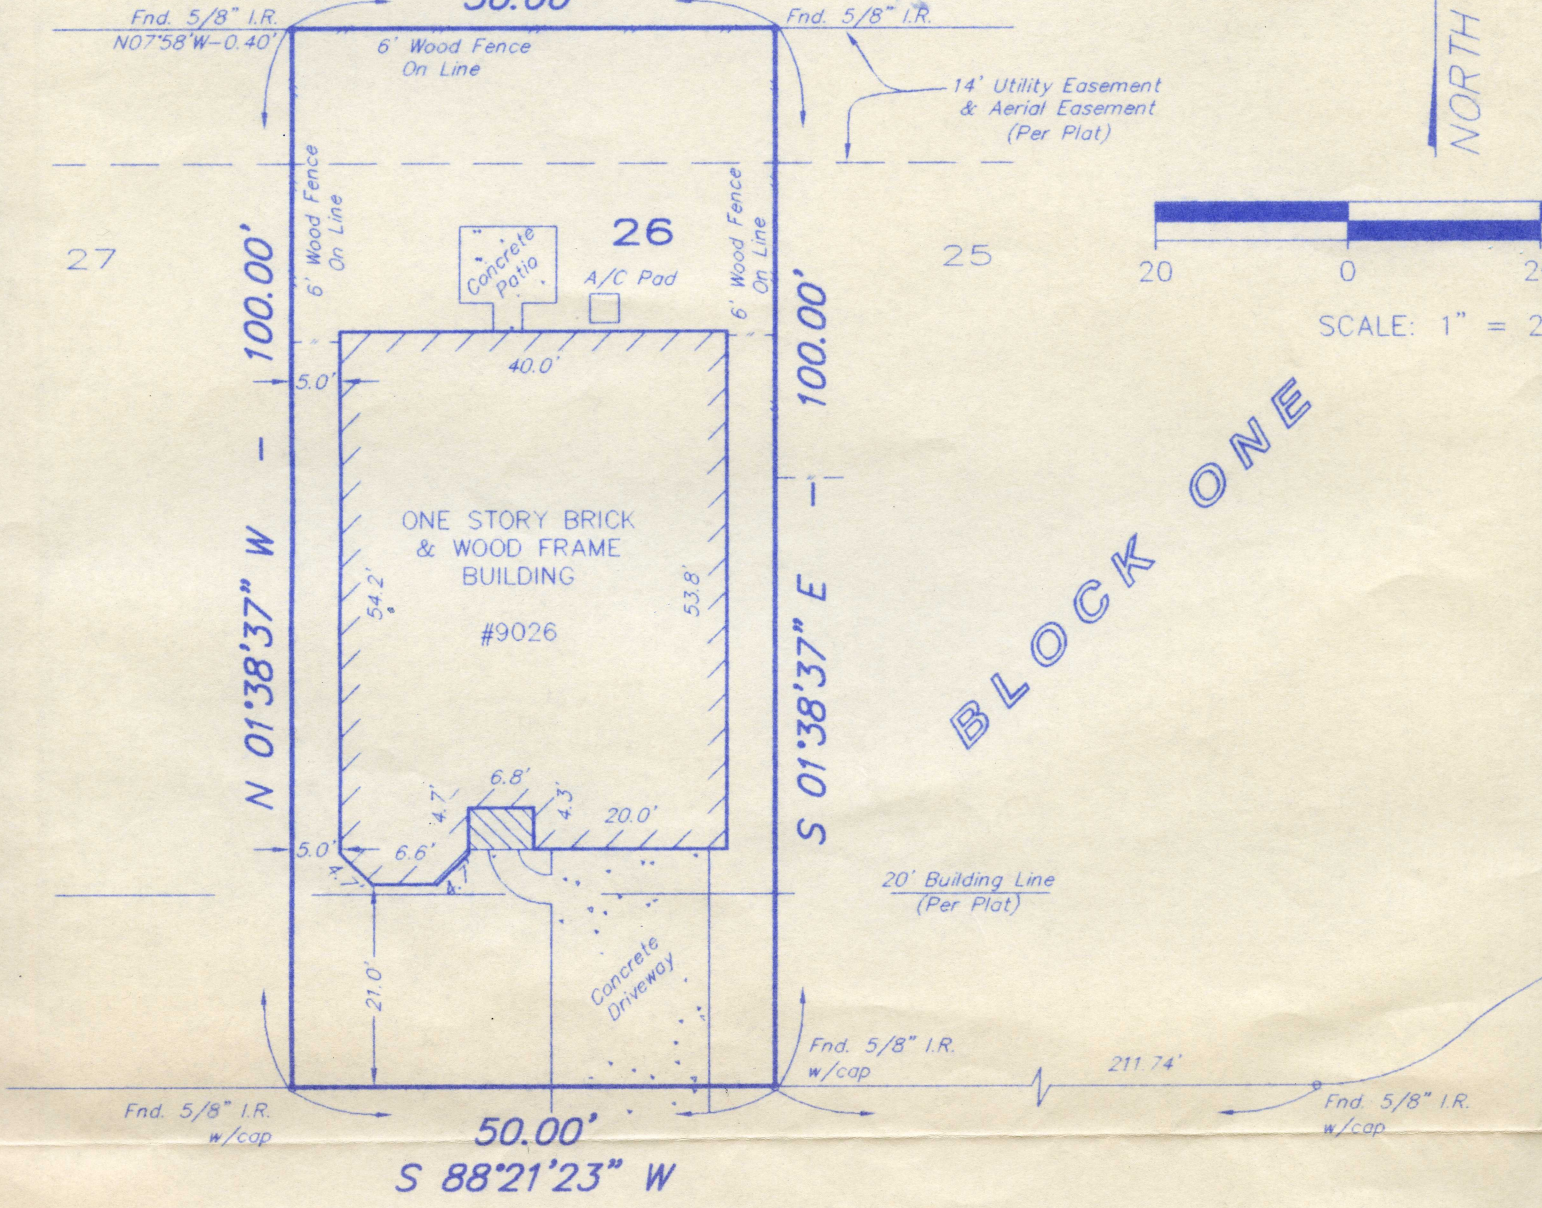 50.00'
Fnd. 5/8" I.R.
N07°58'W-0.40'
Fnd. 5/8" I.R.
6' Wood Fence
On Line
14' Utility Easement
& Aerial Easement
(Per Plat)
NORTH
6' Wood Fence
On Line
6' Wood Fence
On Line
27
26
25
Concrete
Patio
A/C Pad
20 0
SCALE: 1" = 2
N 01°38'37" W - 100.00'
S 01°38'37" E - 100.00'
40.0'
5.0'
ONE STORY BRICK
& WOOD FRAME
BUILDING
#9026
54.2'
53.8'
BLOCK ONE
6.8'
4.7'
4.3'
20.0'
5.0'
6.6'
4.7'
4.7'
20' Building Line
(Per Plat)
21.0'
Concrete
Driveway
Fnd. 5/8" I.R.
w/cap
211.74'
Fnd. 5/8" I.R.
w/cap
Fnd. 5/8" I.R.
w/cap
50.00'
S 88°21'23" W